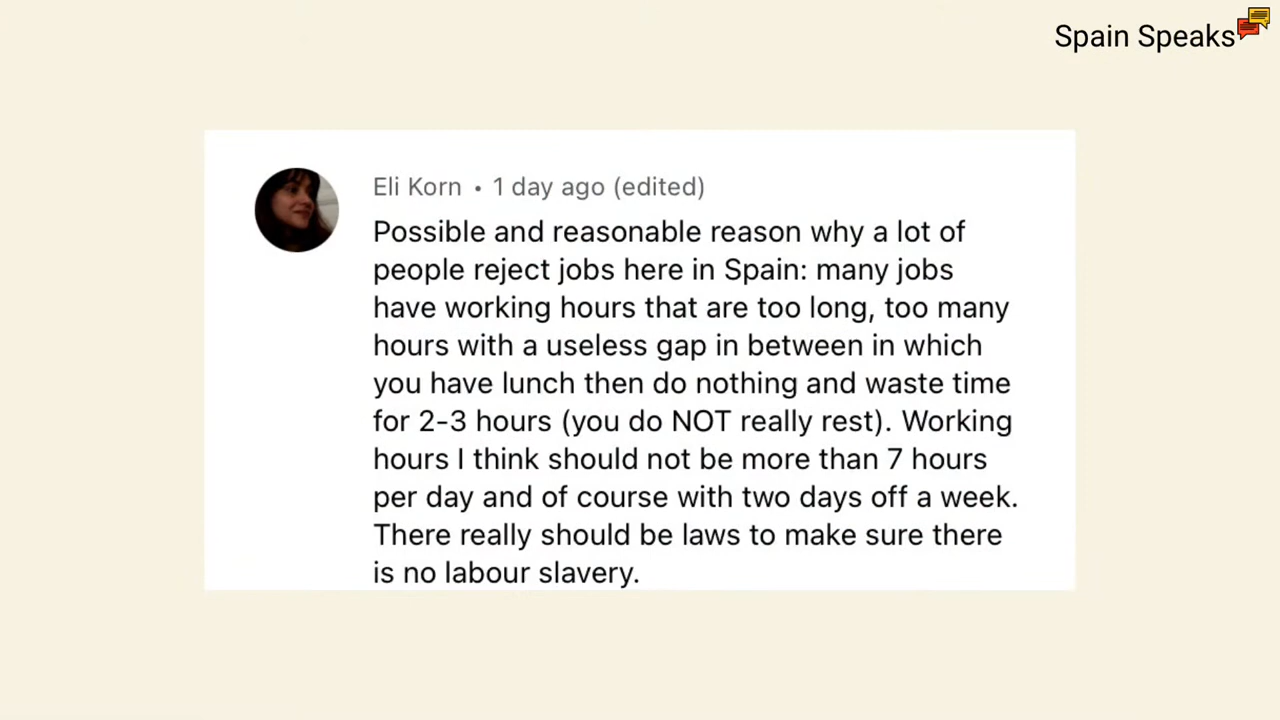 Spain Speaks
Eli Korn • 1 day ago (edited)
Possible and reasonable reason why a lot of
people reject jobs here in Spain: many jobs
have working hours that are too long, too many
hours with a useless gap in between in which
you have lunch then do nothing and waste time
for 2-3 hours (you do NOT really rest). Working
hours I think should not be more than 7 hours
per day and of course with two days off a week.
There really should be laws to make sure there
is no labour slavery.